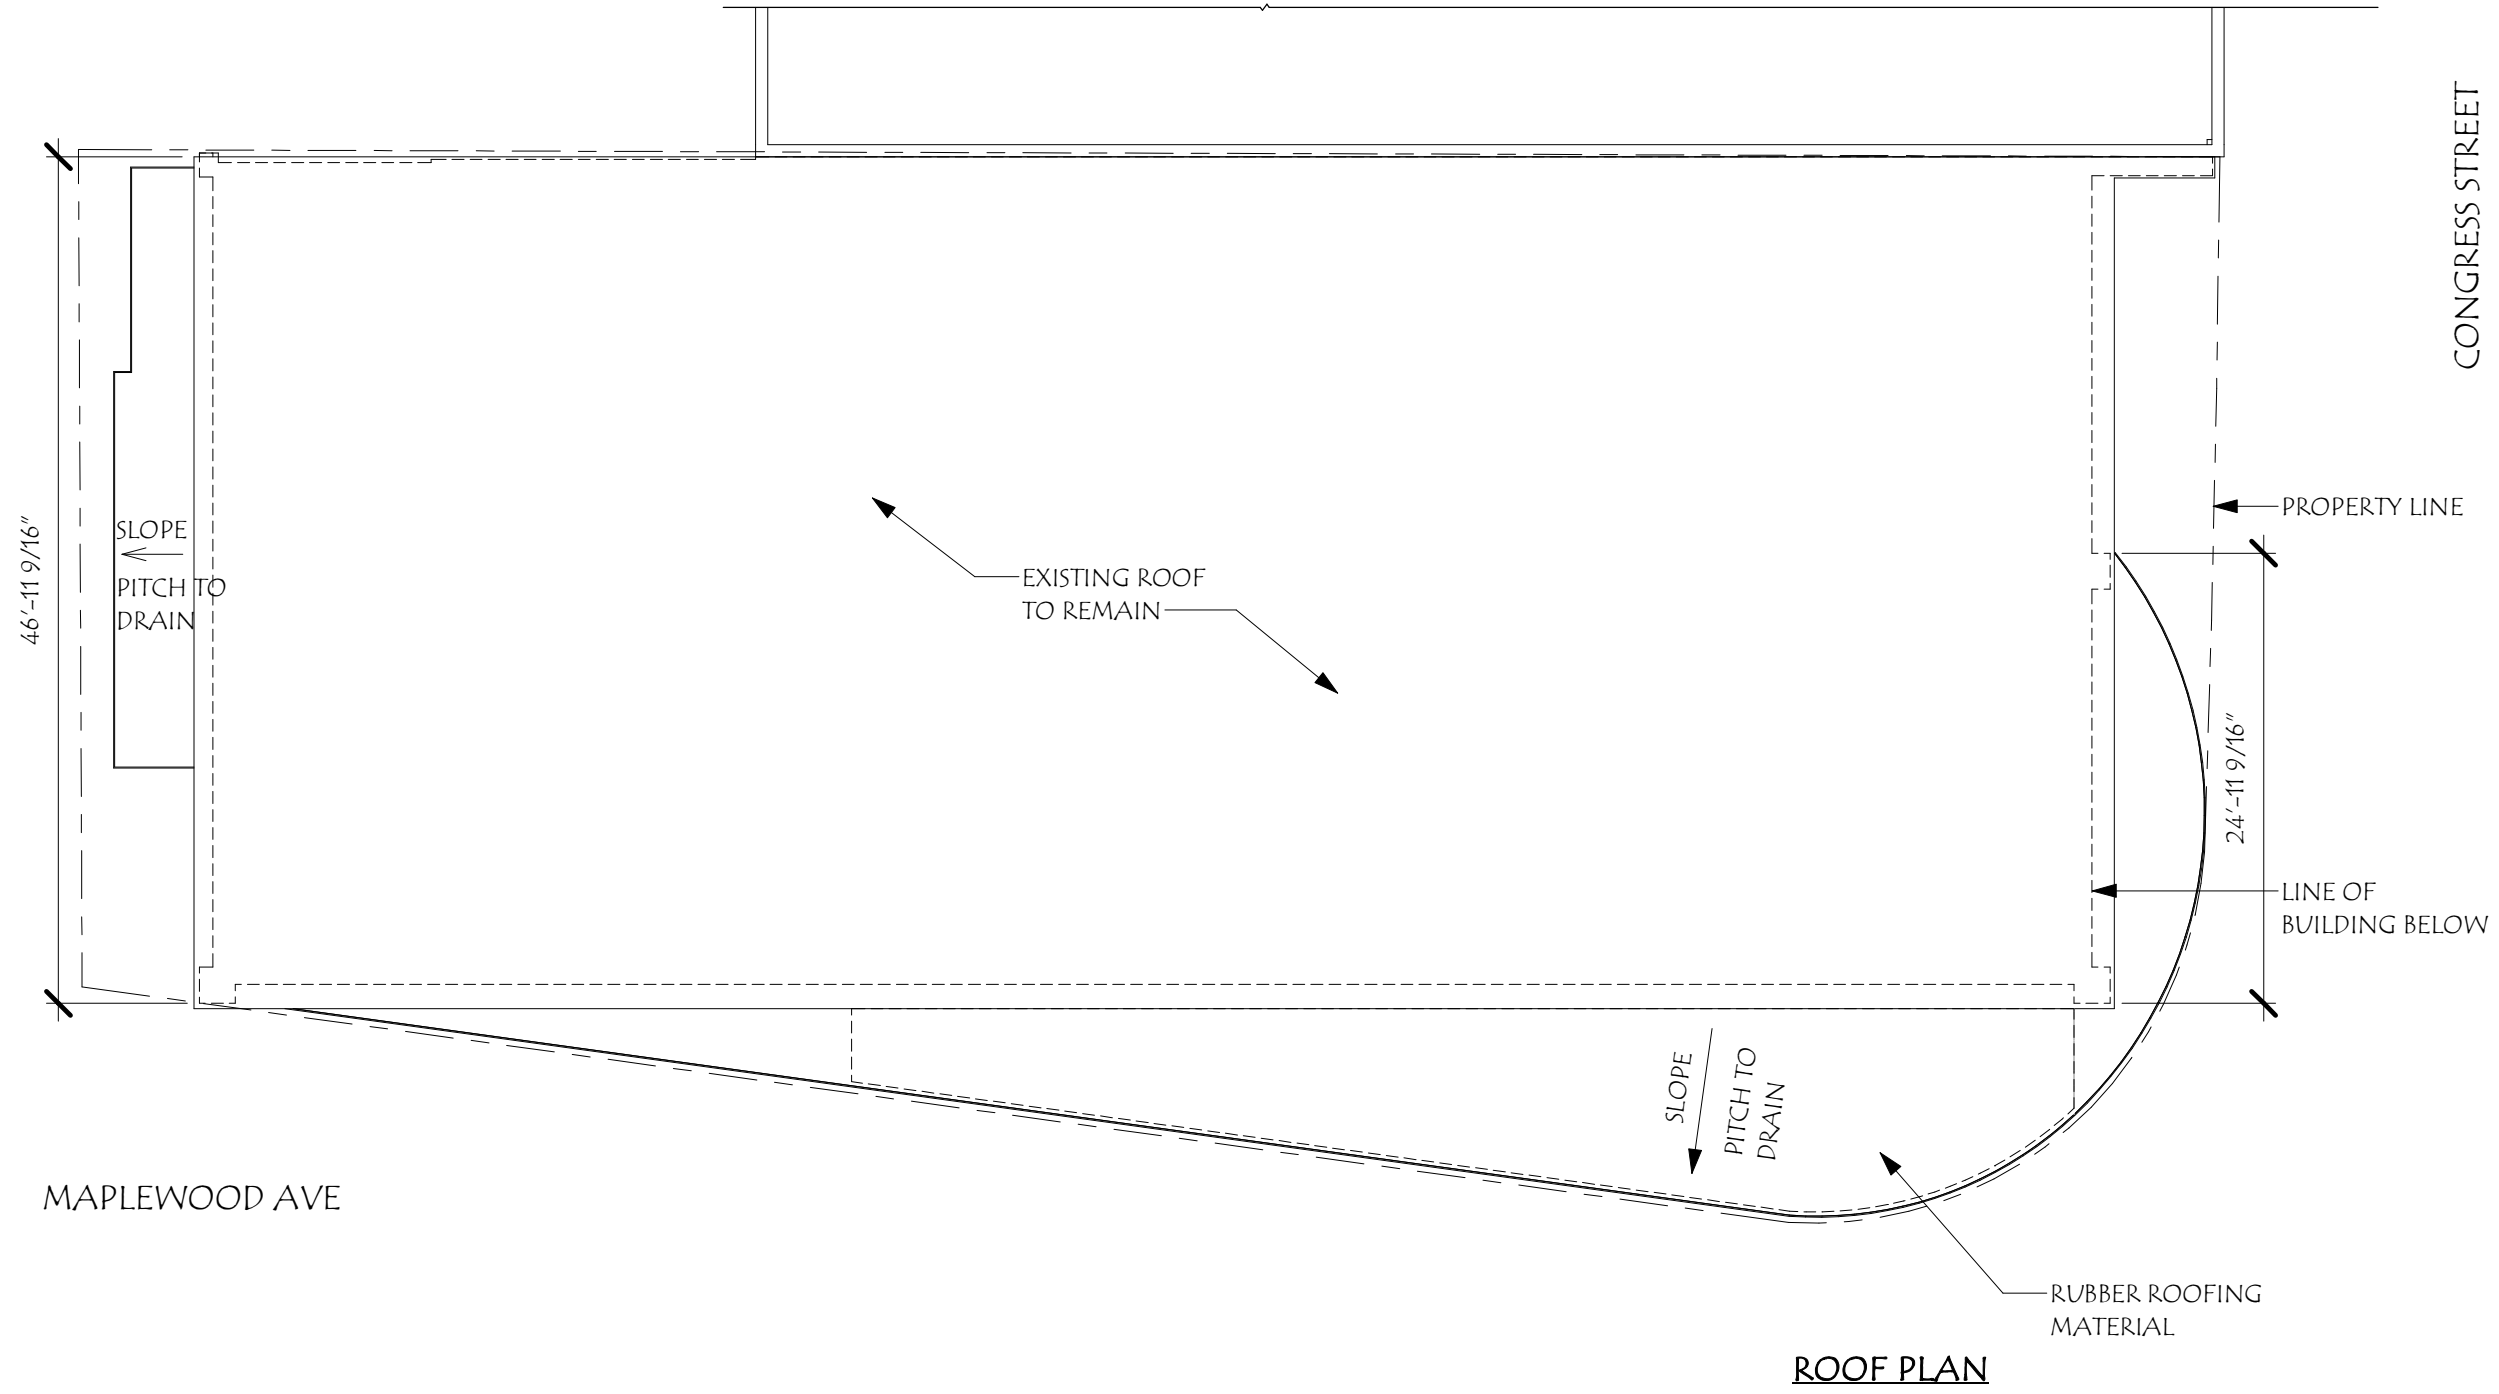 CONGRESS STREET
PROPERTY LINE
46'-11 9/16"
SLOPE
PITCH TO
DRAIN
EXISTING ROOF
TO REMAIN
24'-11 9/16"
LINE OF
BUILDING BELOW
SLOPE
PITCH TO
DRAIN
MAPLEWOOD AVE
RUBBER ROOFING
MATERIAL
ROOF PLAN